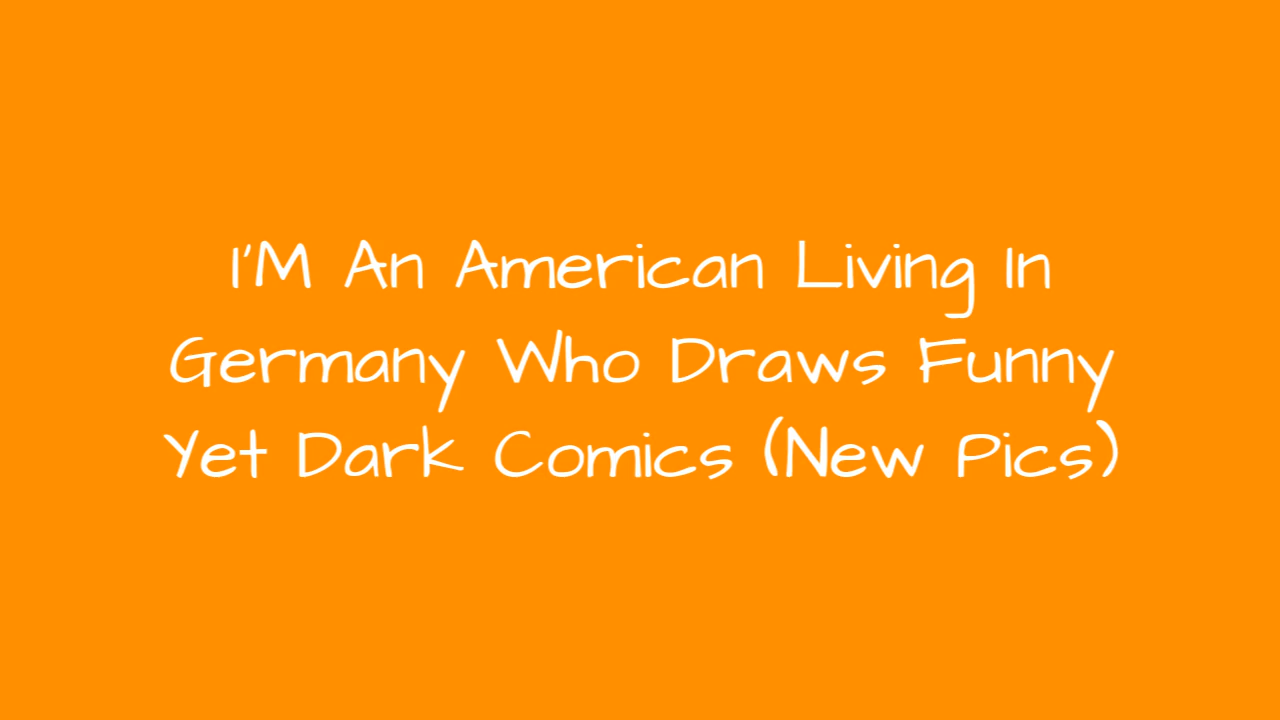 I'M An American Living In
Germany Who Draws Funny
Yet Dark Comics (New Pics)